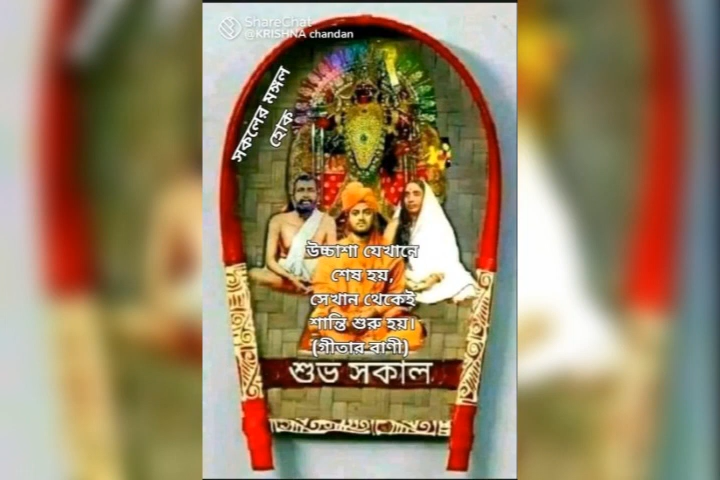 ShareChat
@KRISHNA chandan
সকলের মঙ্গল
হোক
উচ্চাশা যেখানে
শেষ হয়,
সেখান থেকেই
শান্তি শুরু হয়।
(গীতার বাণী)
শুভ সকাল